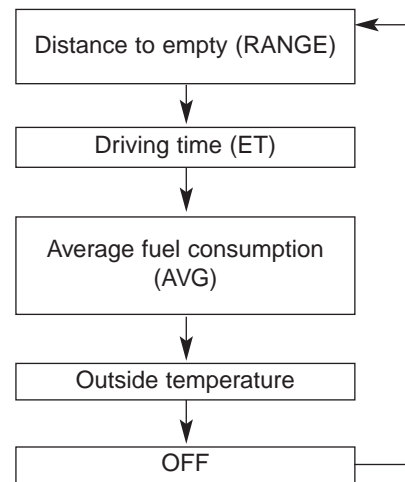 Distance to empty (RANGE)
Driving time (ET)
Average fuel consumption
(AVG)
Outside temperature
OFF